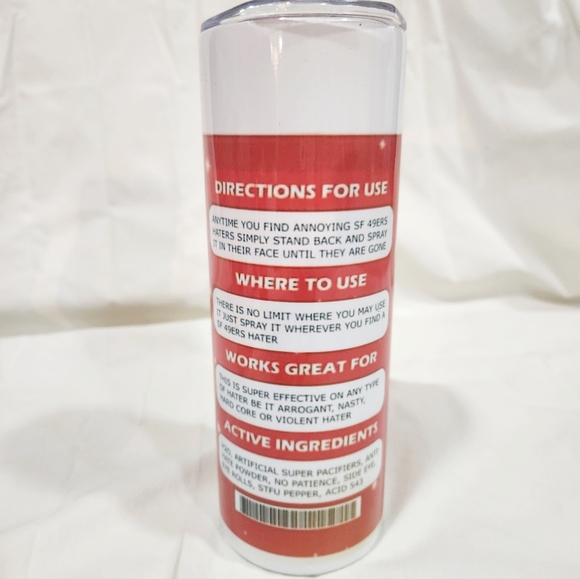 DIRECTIONS FOR USE
ANYTIME YOU FIND ANNOYING SF 49ERS
HATERS SIMPLY STAND BACK AND SPRAY
IT IN THEIR FACE UNTIL THEY ARE GONE
WHERE TO USE
THERE IS NO LIMIT WHERE YOU MAY USE
IT JUST SPRAY IT WHEREVER YOU FIND A
SF 49ERS HATER
WORKS GREAT FOR
THIS IS SUPER EFFECTIVE ON ANY TYPE
OF HATER BE IT ARROGANT, NASTY,
HARD CORE OR VIOLENT HATER
ACTIVE INGREDIENTS
ARTIFICIAL SUPER PACIFIERS, ANTI
HATE POWDER, NO PATIENCE, SIDE EYE,
EYE ROLLS, STFU PEPPER, ACID 543